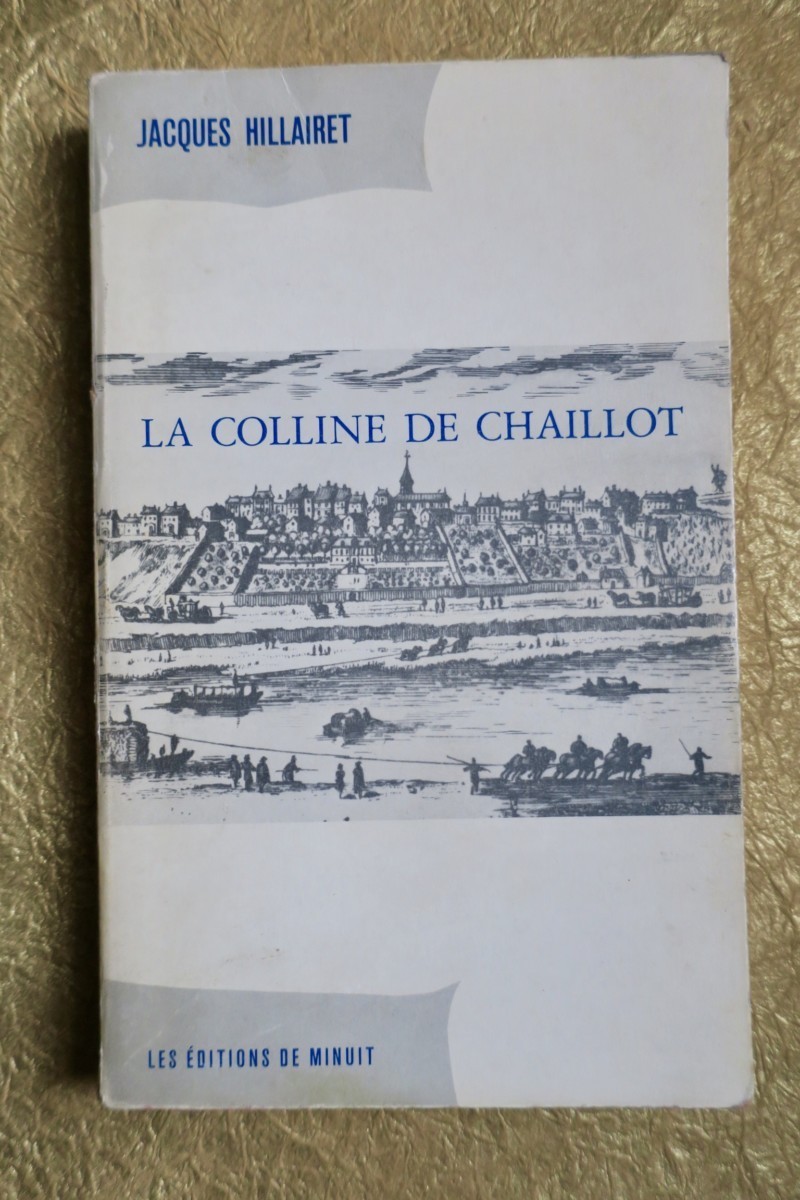 JACQUES HILLAIRET
LA COLLINE DE CHAILLOT
LES ÉDITIONS DE MINUIT